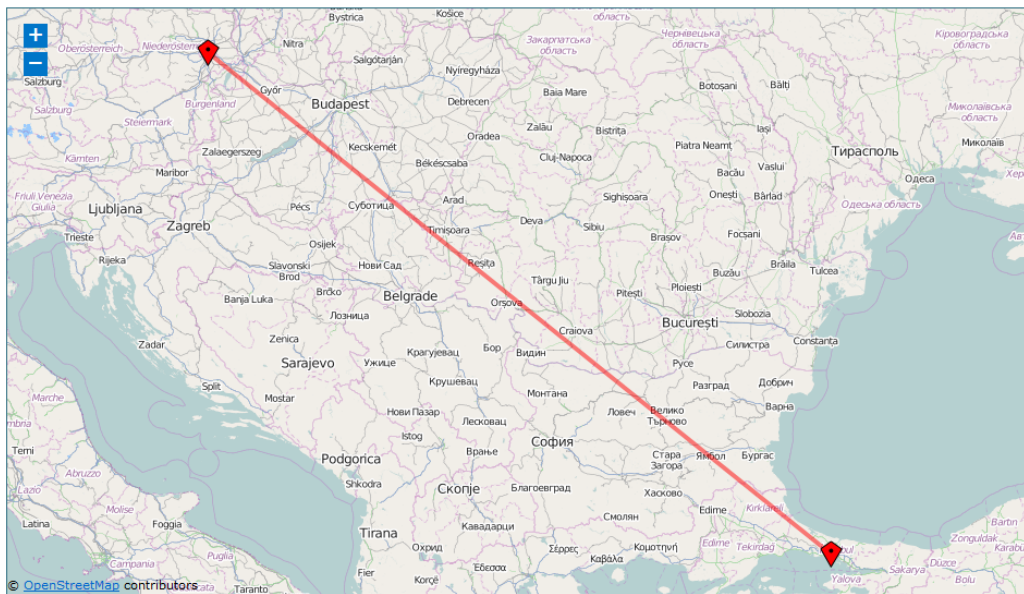 Bystrica
Košice
Закарпатська
область
Чернівецька
область
Кіровоградська
область
+
−
Oberösterreich
Nitra
Salgótarján
Nyíregyháza
Salzburg
Győr
Burgenland
Budapest
Debrecen
Baia Mare
Botoșani
Bălți
Salzburg
Steiermark
Миколаївська
область
Zalaegerszeg
Kecskemét
Oradea
Zalău
Bistrița
Iași
Миколаїв
Kärnten
Maribor
Békéscsaba
Cluj-Napoca
Piatra Neamț
Bacău
Vaslui
Тирасполь
Одеса
Friuli Venezia
Giulia
Ljubljana
Pécs
Суботица
Arad
Sighișoara
Onești
Bârlad
Одеська область
Trieste
Zagreb
Timișoara
Deva
Sibiu
Brașov
Focșani
Rijeka
Osijek
Slavonski
Brod
Нови Сад
Reșița
Târgu Jiu
Buzău
Brăila
Tulcea
Banja Luka
Brčko
Belgrade
Orșova
Pitești
Ploiești
Лозница
București
Slobozia
Zadar
Zenica
Крагујевац
Бор
Видин
Craiova
Силистра
Constanța
Sarajevo
Ужице
Русе
Split
Mostar
Крушевац
Монтана
Разград
Добрич
Marche
Нови Пазар
Лесковац
Ловеч
Велико
Търново
Варна
Terni
Istog
Врање
София
Стара
Загора
Ямбол
Бургас
Abruzzo
Podgorica
Lazio
Shkodra
Скопје
Благоевград
Хасково
Molise
Latina
Foggia
Смолян
Edirne
Kırklareli
Bartın
Tirana
Кавадарци
Zonguldak
Puglia
Охрид
Σέρρες
Καβάλα
Κομοτηνή
Edirne
Tekirdağ
Düzce
Campania
Fier
Korçë
Έδεσσα
Yalova
Sakarya
Bolu
© OpenStreetMap contributors
Taranto